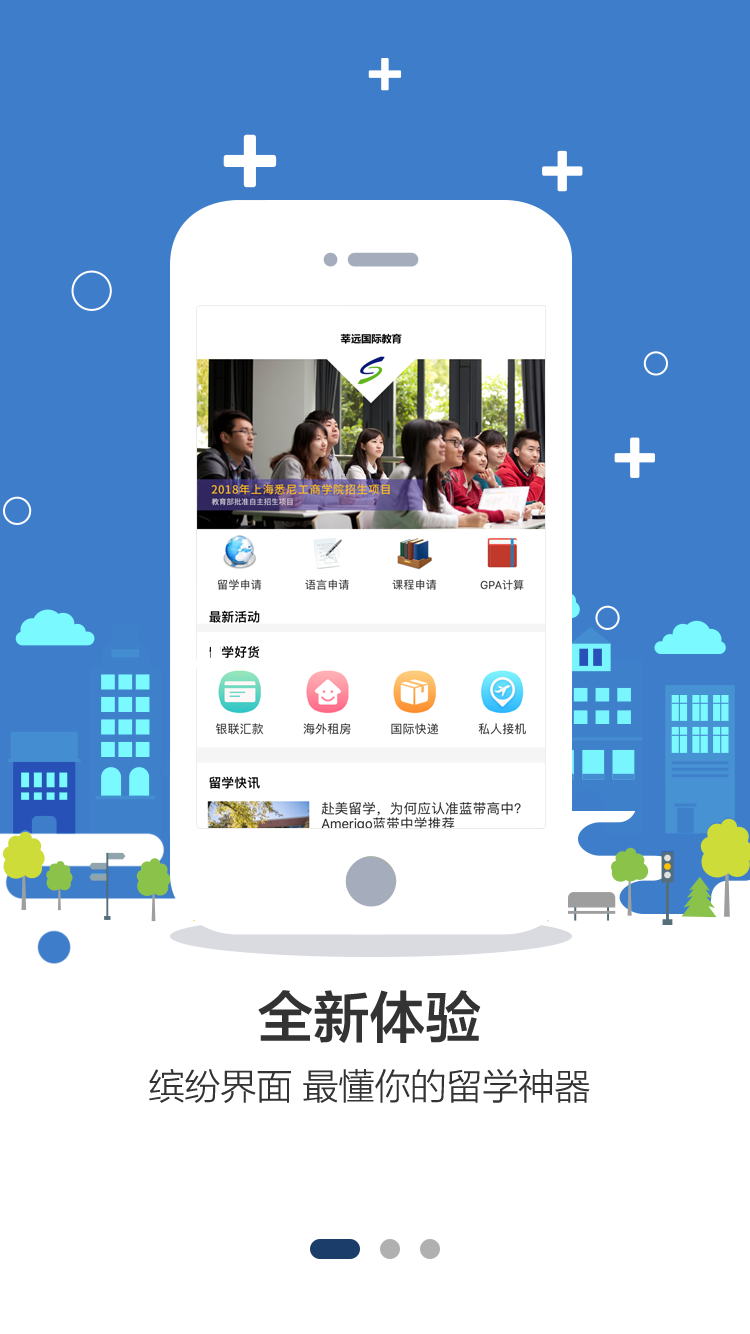 莘远国际教育
2018年上海悉尼工商学院招生项目
教育部批准自主招生项目
留学申请 语言申请 课程申请 GPA计算
最新活动
学好货
银联汇款 海外租房 国际快递 私人接机
留学快讯
赴美留学，为何应认准蓝带高中?
Amerigo蓝带中学推荐
全新体验
缤纷界面 最懂你的留学神器